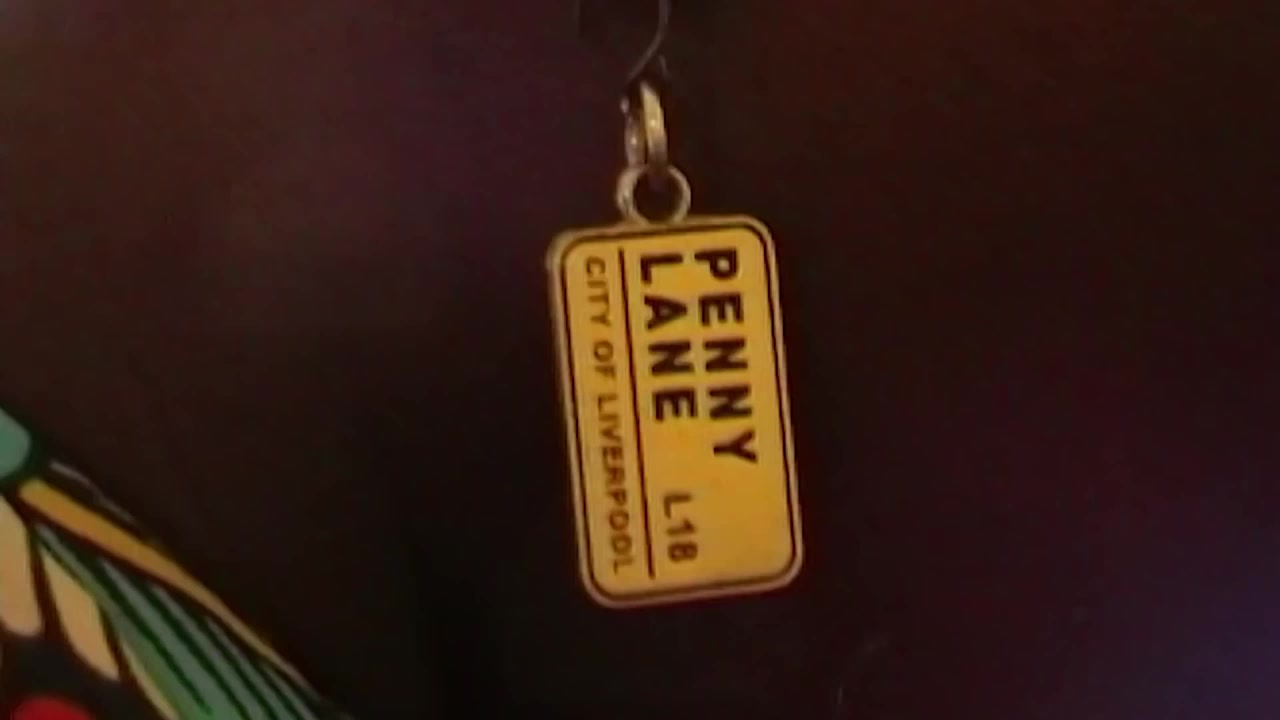 PENNY
LANE L18
CITY OF LIVERPOOL